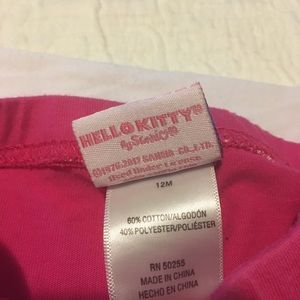 HELLO KITTY®
by Sanrio®
©1976, 2017 SANRIO CO., LTD.
Used Under License
12M
60% COTTON/ALGODÓN
40% POLYESTER/POLIÉSTER
RN 50255
MADE IN CHINA
HECHO EN CHINA